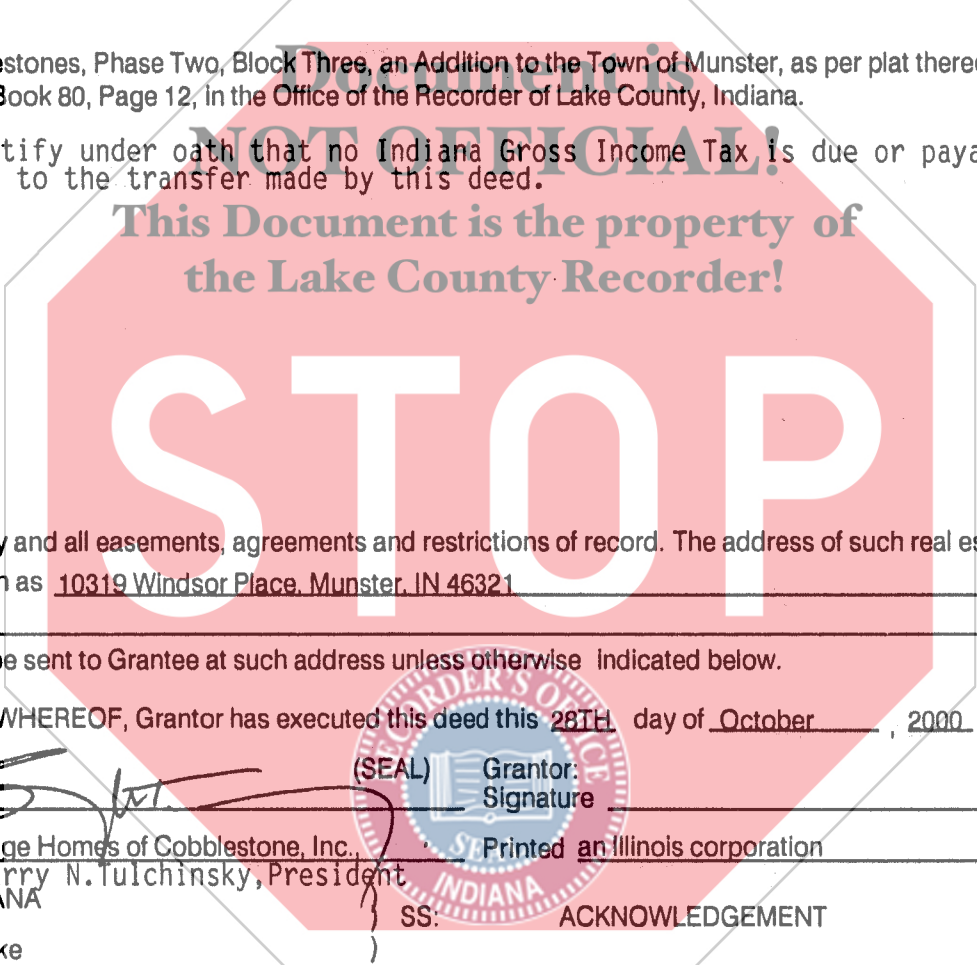 Document is
estones, Phase Two, Block Three, an Addition to the Town of Munster, as per plat there
Book 80, Page 12, in the Office of the Recorder of Lake County, Indiana.
NOT OFFICIAL!
tify under oath that no Indiana Gross Income Tax is due or paya
to the transfer made by this deed.
This Document is the property of
the Lake County Recorder!
STOP
y and all easements, agreements and restrictions of record. The address of such real es
n as 10319 Windsor Place, Munster, IN 46321
e sent to Grantee at such address unless otherwise indicated below.
WHEREOF, Grantor has executed this deed this 28TH day of October , 2000
(SEAL) Grantor:
Signature
ge Homes of Cobblestone, Inc., Printed an Illinois corporation
rry N.Tulchinsky,President
ANA
SS: ACKNOWLEDGEMENT
ke
RECORDER'S OFFICE
SEAL
INDIANA